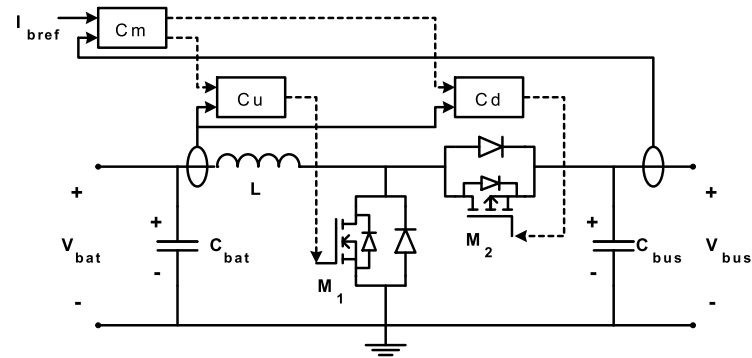 I bref
Cm
Cu
Cd
L
+
V bat
-
+
C bat
-
M 1
M 2
+
C bus
-
+
V bus
-